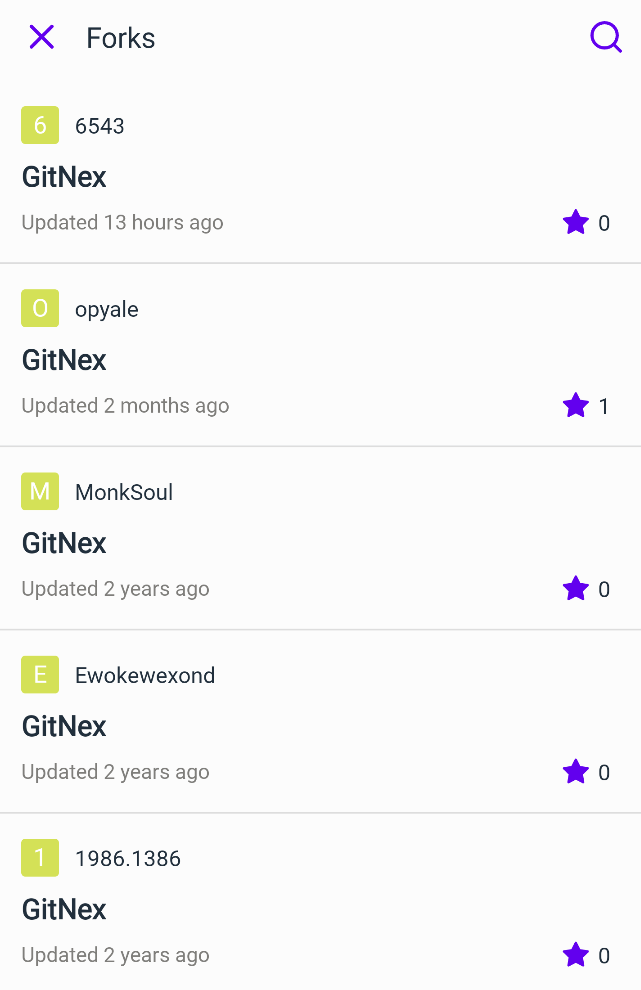 Forks
6 6543
GitNex
Updated 13 hours ago 0
O opyale
GitNex
Updated 2 months ago 1
M MonkSoul
GitNex
Updated 2 years ago 0
E Ewokewexond
GitNex
Updated 2 years ago 0
1 1986.1386
GitNex
Updated 2 years ago 0